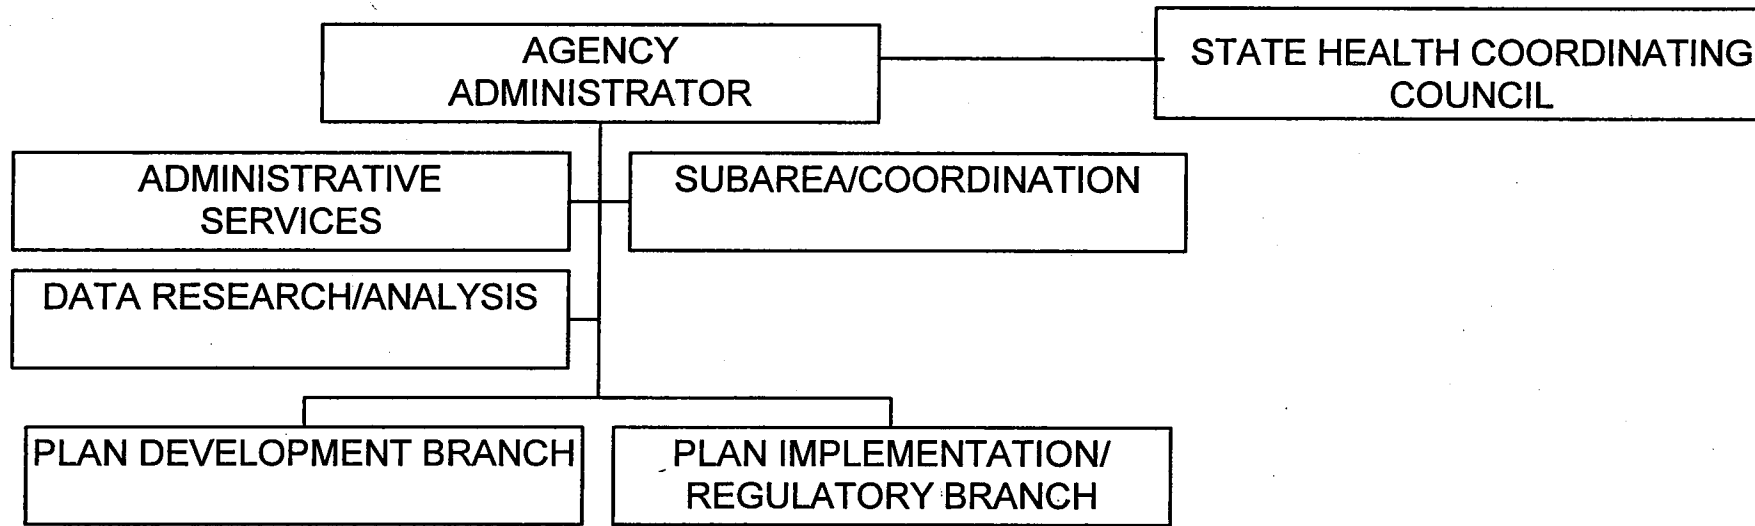 AGENCY
ADMINISTRATOR
STATE HEALTH COORDINATING
COUNCIL
ADMINISTRATIVE
SERVICES
SUBAREA/COORDINATION
DATA RESEARCH/ANALYSIS
PLAN DEVELOPMENT BRANCH
PLAN IMPLEMENTATION/
REGULATORY BRANCH